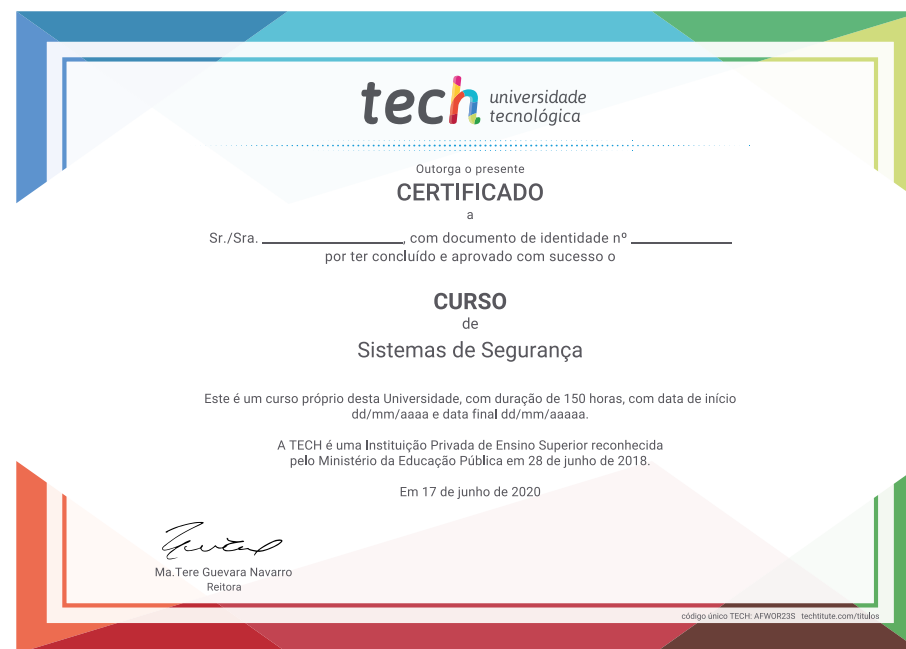 tech universidade
tecnológica
Outorga o presente
CERTIFICADO
a
Sr./Sra. ________________, com documento de identidade nº ____________
por ter concluído e aprovado com sucesso o
CURSO
de
Sistemas de Segurança
Este é um curso próprio desta Universidade, com duração de 150 horas, com data de início
dd/mm/aaaa e data final dd/mm/aaaaa.
A TECH é uma Instituição Privada de Ensino Superior reconhecida
pelo Ministério da Educação Pública em 28 de junho de 2018.
Em 17 de junho de 2020
Ma.Tere Guevara Navarro
Reitora
código único TECH: AFWOR23S techtitute.com/titulos